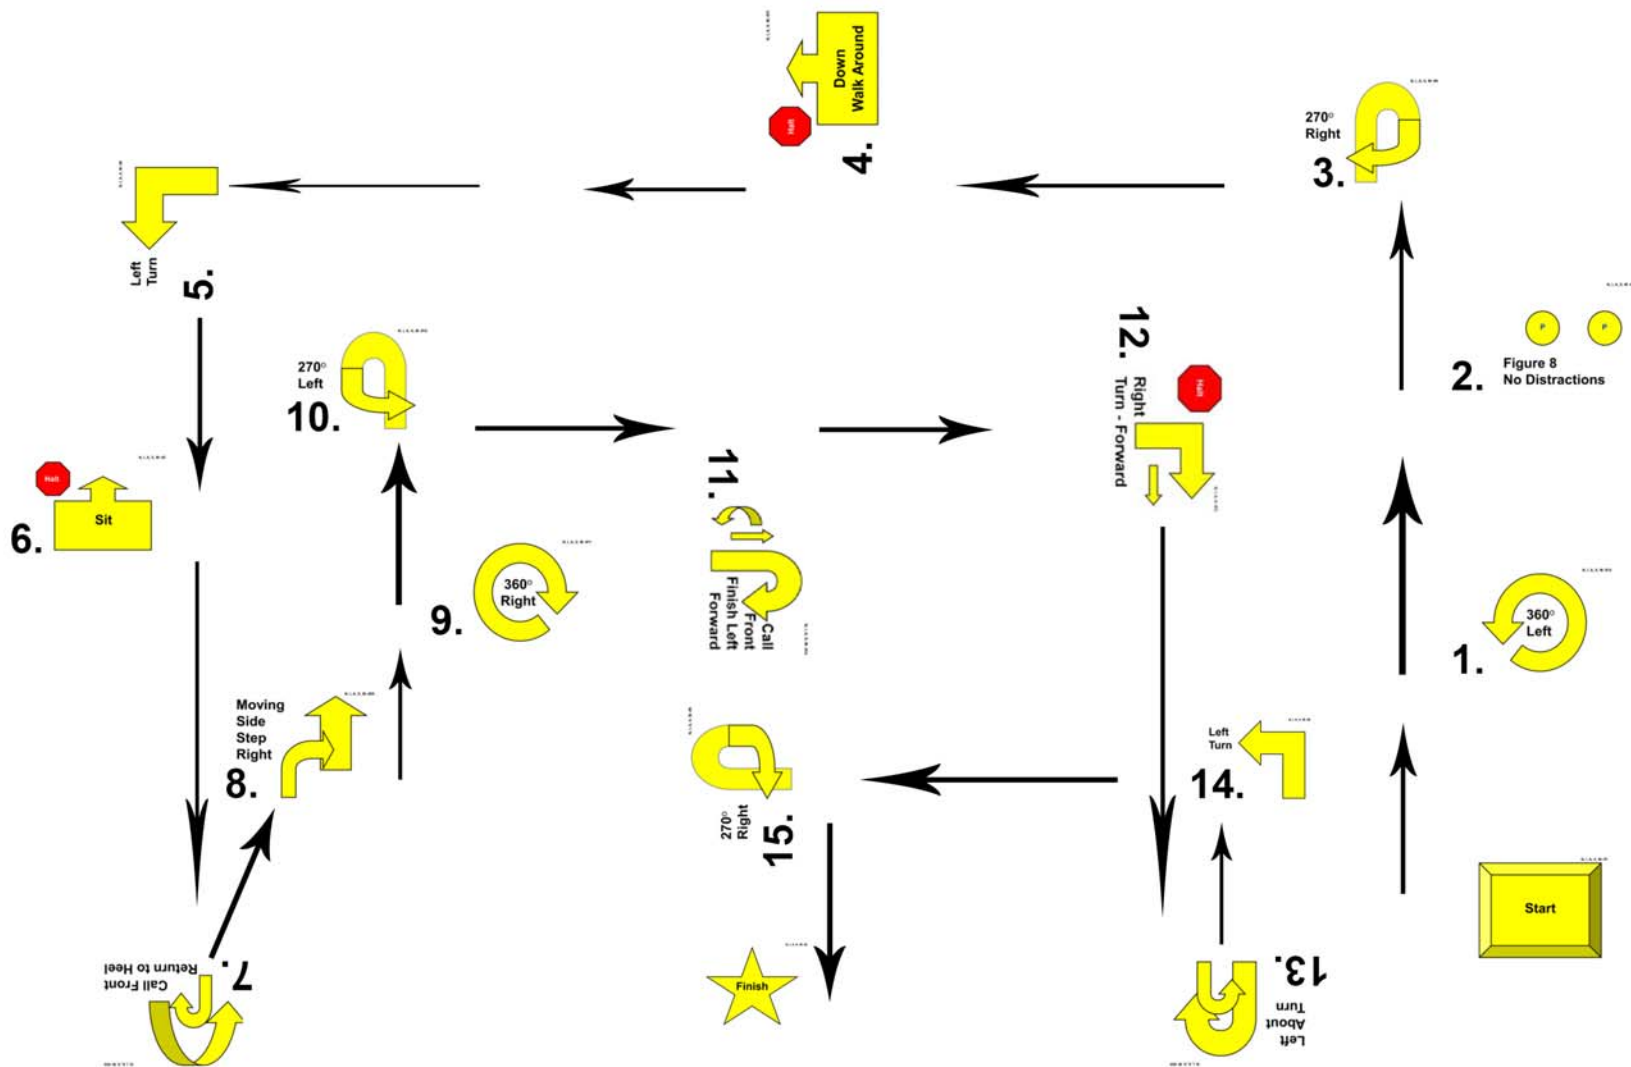 Start
1.
360°
Left
2.
P
P
Figure 8
No Distractions
3.
270°
Right
4.
Halt
Down
Walk Around
5.
Left
Turn
6.
Halt
Sit
7.
Call Front
Return to Heel
8.
Moving
Side
Step
Right
9.
360°
Right
10.
270°
Left
11.
Call
Front
Finish Left
Forward
12.
Halt
Right
Turn - Forward
13.
Left
About
Turn
14.
Left
Turn
15.
270°
Right
Finish